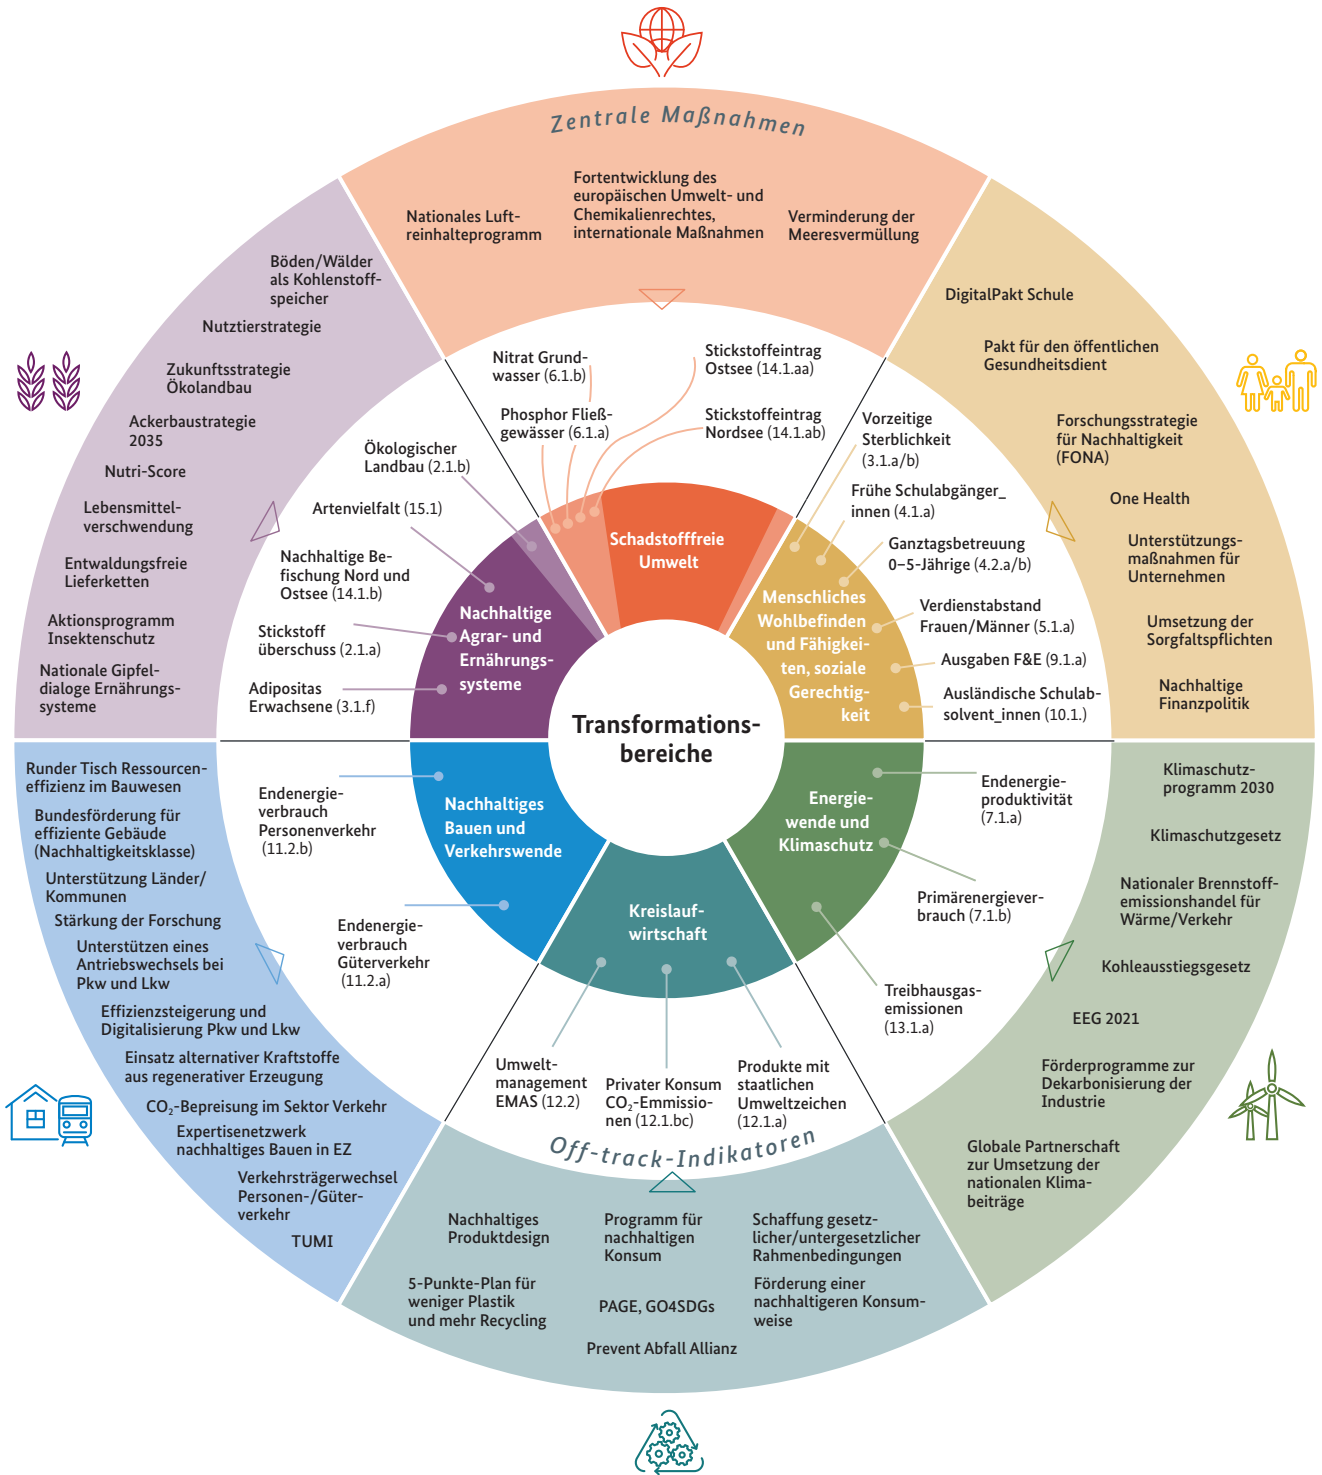 Zentrale Maßnahmen
Nationales Luft-
reinhalteprogramm
Fortentwicklung des
europäischen Umwelt- und
Chemikalienrechtes,
internationale Maßnahmen
Verminderung der
Meeresvermüllung
DigitalPakt Schule
Pakt für den öffentlichen
Gesundheitsdient
Forschungsstrategie
für Nachhaltigkeit
(FONA)
One Health
Unterstützungs-
maßnahmen für
Unternehmen
Umsetzung der
Sorgfaltspflichten
Nachhaltige
Finanzpolitik
Klimaschutz-
programm 2030
Klimaschutzgesetz
Nationaler Brennstoff-
emissionshandel für
Wärme/Verkehr
Kohleausstiegsgesetz
EEG 2021
Förderprogramme zur
Dekarbonisierung der
Industrie
Globale Partnerschaft
zur Umsetzung der
nationalen Klima-
beiträge
Schaffung gesetz-
licher/untergesetzlicher
Rahmenbedingungen
Förderung einer
nachhaltigeren Konsum-
weise
Programm für
nachhaltigen
Konsum
PAGE, GO4SDGs
Prevent Abfall Allianz
Nachhaltiges
Produktdesign
5-Punkte-Plan für
weniger Plastik
und mehr Recycling
Runder Tisch Ressourcen-
effizienz im Bauwesen
Bundesförderung für
effiziente Gebäude
(Nachhaltigkeitsklasse)
Unterstützung Länder/
Kommunen
Stärkung der Forschung
Unterstützen eines
Antriebswechsels bei
Pkw und Lkw
Effizienzsteigerung und
Digitalisierung Pkw und Lkw
Einsatz alternativer Kraftstoffe
aus regenerativer Erzeugung
CO₂-Bepreisung im Sektor Verkehr
Expertisenetzwerk
nachhaltiges Bauen in EZ
Verkehrsträgerwechsel
Personen-/Güter-
verkehr
TUMI
Böden/Wälder
als Kohlenstoff-
speicher
Nutztierstrategie
Zukunftsstrategie
Ökolandbau
Ackerbaustrategie
2035
Nutri-Score
Lebensmittel-
verschwendung
Entwaldungsfreie
Lieferketten
Aktionsprogramm
Insektenschutz
Nationale Gipfel-
dialoge Ernährungs-
systeme
Nitrat Grund-
wasser (6.1.b)
Phosphor Fließ-
gewässer (6.1.a)
Stickstoffeintrag
Ostsee (14.1.aa)
Stickstoffeintrag
Nordsee (14.1.ab)
Vorzeitige
Sterblichkeit
(3.1.a/b)
Frühe Schulabgänger_
innen (4.1.a)
Ganztagsbetreuung
0–5-Jährige (4.2.a/b)
Verdienstabstand
Frauen/Männer (5.1.a)
Ausgaben F&E (9.1.a)
Ausländische Schulab-
solvent_innen (10.1.)
Endenergie-
produktivität
(7.1.a)
Primärenergiever-
brauch (7.1.b)
Treibhausgas-
emissionen
(13.1.a)
Produkte mit
staatlichen
Umweltzeichen
(12.1.a)
Privater Konsum
CO₂-Emmissio-
nen (12.1.bc)
Umwelt-
management
EMAS (12.2)
Off-track-Indikatoren
Endenergie-
verbrauch
Personenverkehr
(11.2.b)
Endenergie-
verbrauch
Güterverkehr
(11.2.a)
Ökologischer
Landbau (2.1.b)
Artenvielfalt (15.1)
Nachhaltige Be-
fischung Nord und
Ostsee (14.1.b)
Stickstoff
überschuss (2.1.a)
Adipositas
Erwachsene (3.1.f)
Schadstofffreie
Umwelt
Menschliches
Wohlbefinden
und Fähigkei-
ten, soziale
Gerechtig-
keit
Energie-
wende und
Klimaschutz
Kreislauf-
wirtschaft
Nachhaltiges
Bauen und
Verkehrswende
Nachhaltige
Agrar- und
Ernährungs-
systeme
Transformations-
bereiche